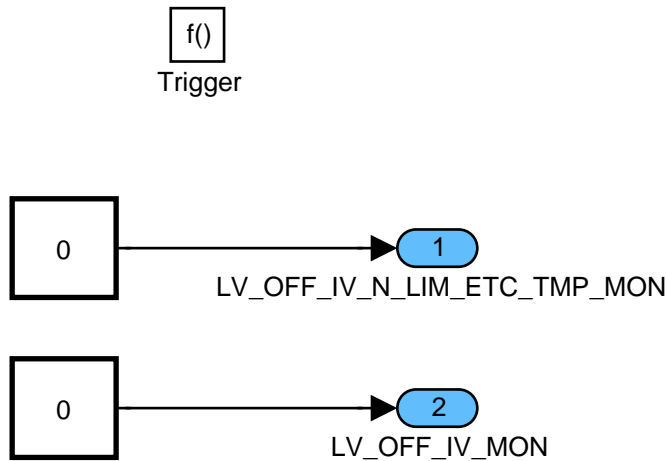 f()
Trigger
0
1
LV_OFF_IV_N_LIM_ETC_TMP_MON
0
2
LV_OFF_IV_MON